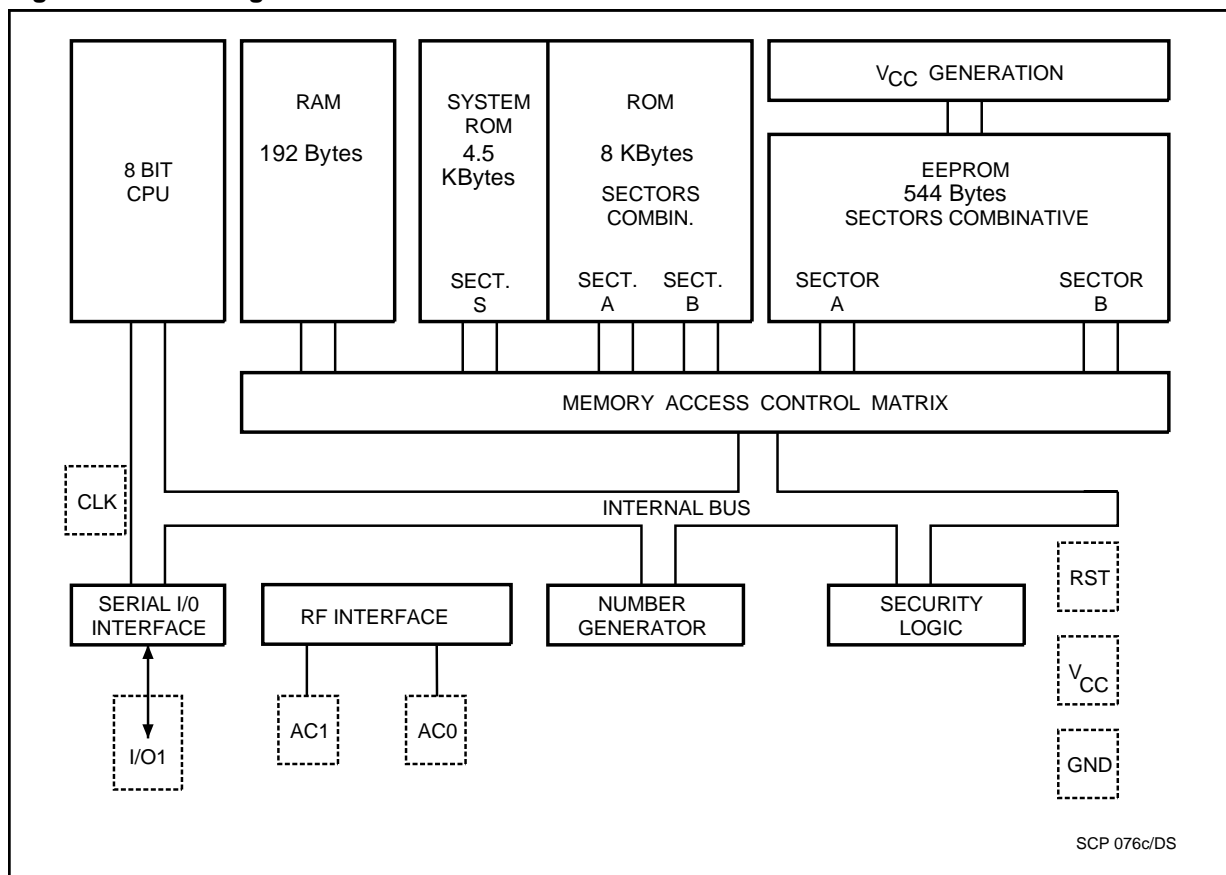 8 BIT
CPU
RAM
192 Bytes
SYSTEM
ROM
4.5
KBytes
SECT.
S
ROM
8 KBytes
SECTORS
COMBIN.
SECT.
A
SECT.
B
VCC GENERATION
EEPROM
544 Bytes
SECTORS COMBINATIVE
SECTOR
A
SECTOR
B
MEMORY ACCESS CONTROL MATRIX
CLK
INTERNAL BUS
SERIAL I/0
INTERFACE
RF INTERFACE
NUMBER
GENERATOR
SECURITY
LOGIC
RST
VCC
GND
I/O1
AC1
AC0
SCP 076c/DS